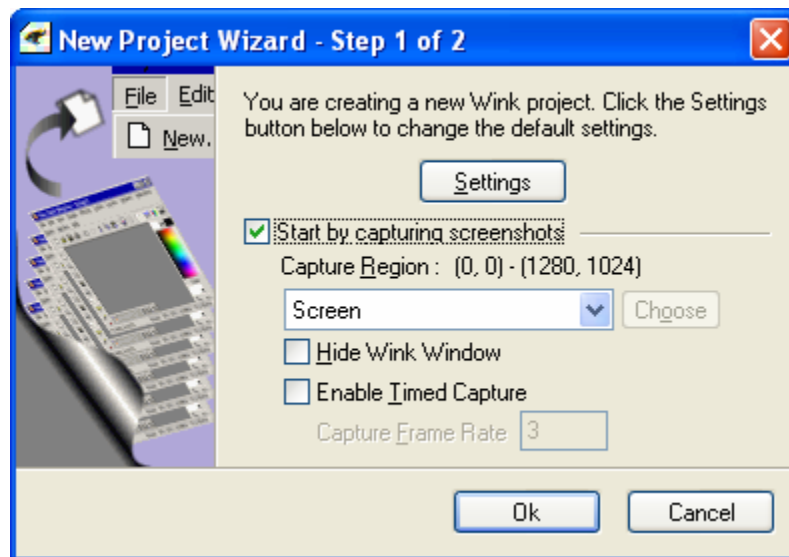 New Project Wizard - Step 1 of 2
File Edit
New.
You are creating a new Wink project. Click the Settings
button below to change the default settings.
Settings
Start by capturing screenshots
Capture Region : (0, 0) - (1280, 1024)
Screen
Choose
Hide Wink Window
Enable Timed Capture
Capture Frame Rate 3
Ok
Cancel